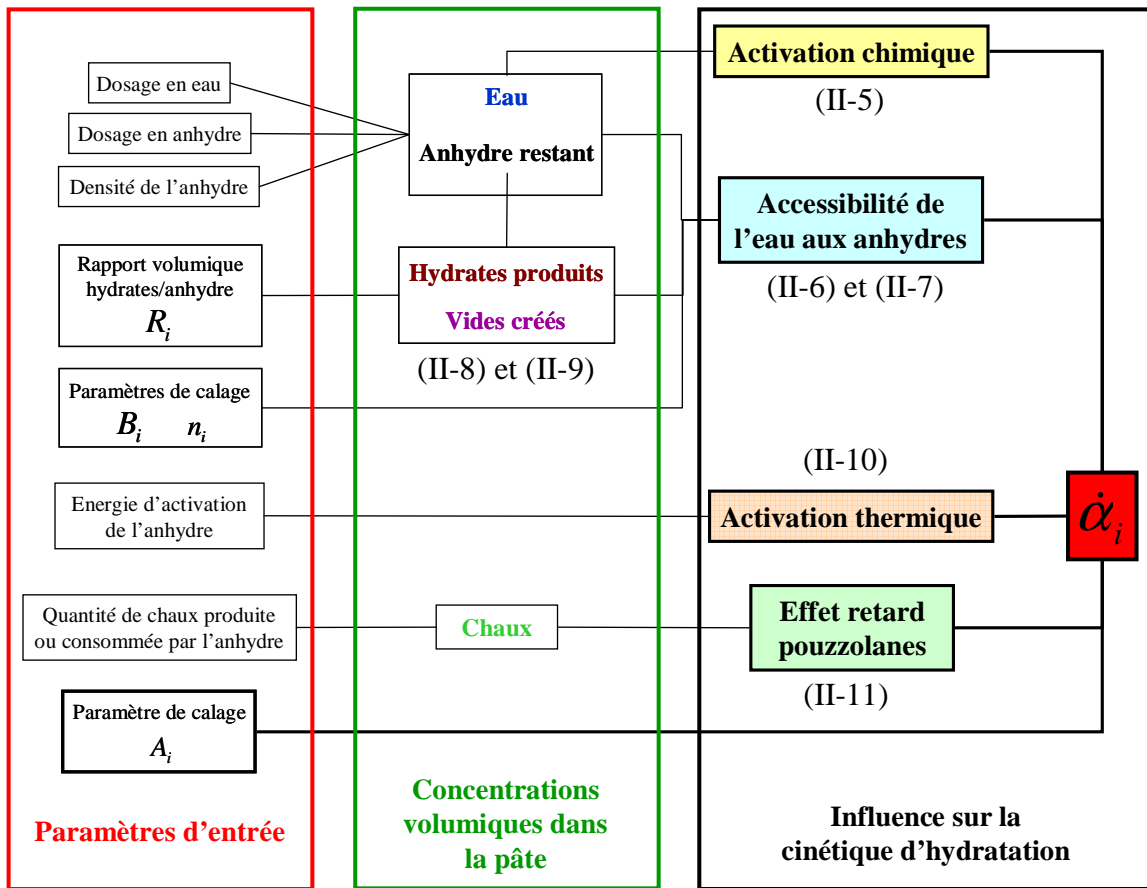 Dosage en eau
Dosage en anhydre
Densité de l'anhydre
Rapport volumique
hydrates/anhydre
R_i
Paramètres de calage
B_i n_i
Energie d'activation
de l'anhydre
Quantité de chaux produite
ou consommée par l'anhydre
Paramètre de calage
A_i
Paramètres d'entrée
Eau
Anhydre restant
Hydrates produits
Vides créés
(II-8) et (II-9)
Chaux
Concentrations
volumiques dans
la pâte
Activation chimique
(II-5)
Accessibilité de
l'eau aux anhydres
(II-6) et (II-7)
(II-10)
Activation thermique
Effet retard
pouzzolanes
(II-11)
α̇_i
Influence sur la
cinétique d'hydratation